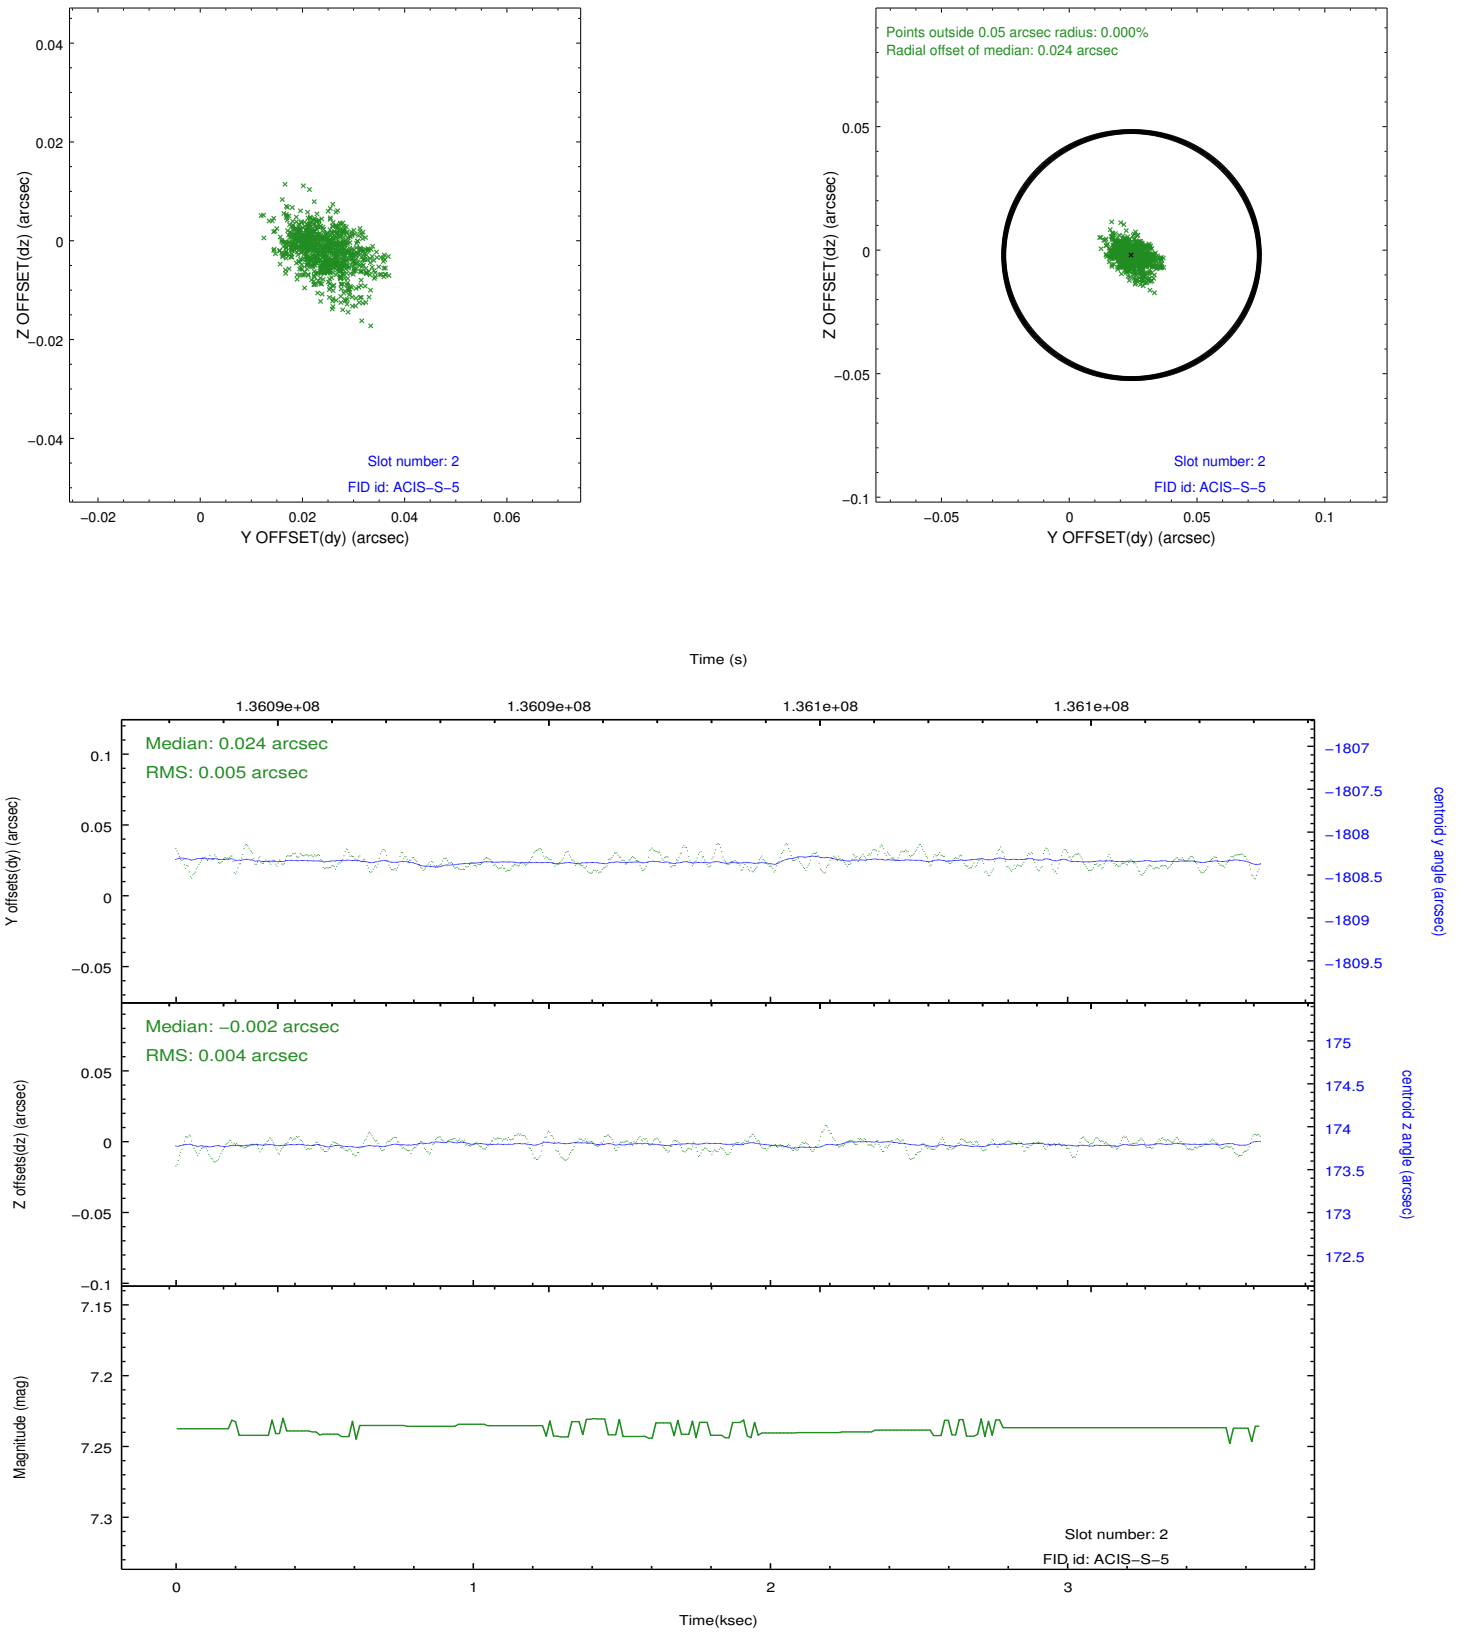 0.04
0.02
0
−0.02
−0.04
Z OFFSET(dz) (arcsec)
Slot number: 2
FID id: ACIS−S−5
−0.02 0 0.02 0.04 0.06
Y OFFSET(dy) (arcsec)
Points outside 0.05 arcsec radius: 0.000%
Radial offset of median: 0.024 arcsec
0.05
0
−0.05
−0.1
Z OFFSET(dz) (arcsec)
Slot number: 2
FID id: ACIS−S−5
−0.05 0 0.05 0.1
Y OFFSET(dy) (arcsec)
Time (s)
1.3609e+08 1.3609e+08 1.361e+08 1.361e+08
Median: 0.024 arcsec
RMS: 0.005 arcsec
0.1
0.05
0
−0.05
Y offsets(dy) (arcsec)
−1807
−1807.5
−1808
−1808.5
−1809
−1809.5
centroid y angle (arcsec)
Median: −0.002 arcsec
RMS: 0.004 arcsec
0.05
0
−0.05
−0.1
Z offsets(dz) (arcsec)
175
174.5
174
173.5
173
172.5
centroid z angle (arcsec)
7.15
7.2
7.25
7.3
Magnitude (mag)
Slot number: 2
FID id: ACIS−S−5
0 1 2 3
Time(ksec)